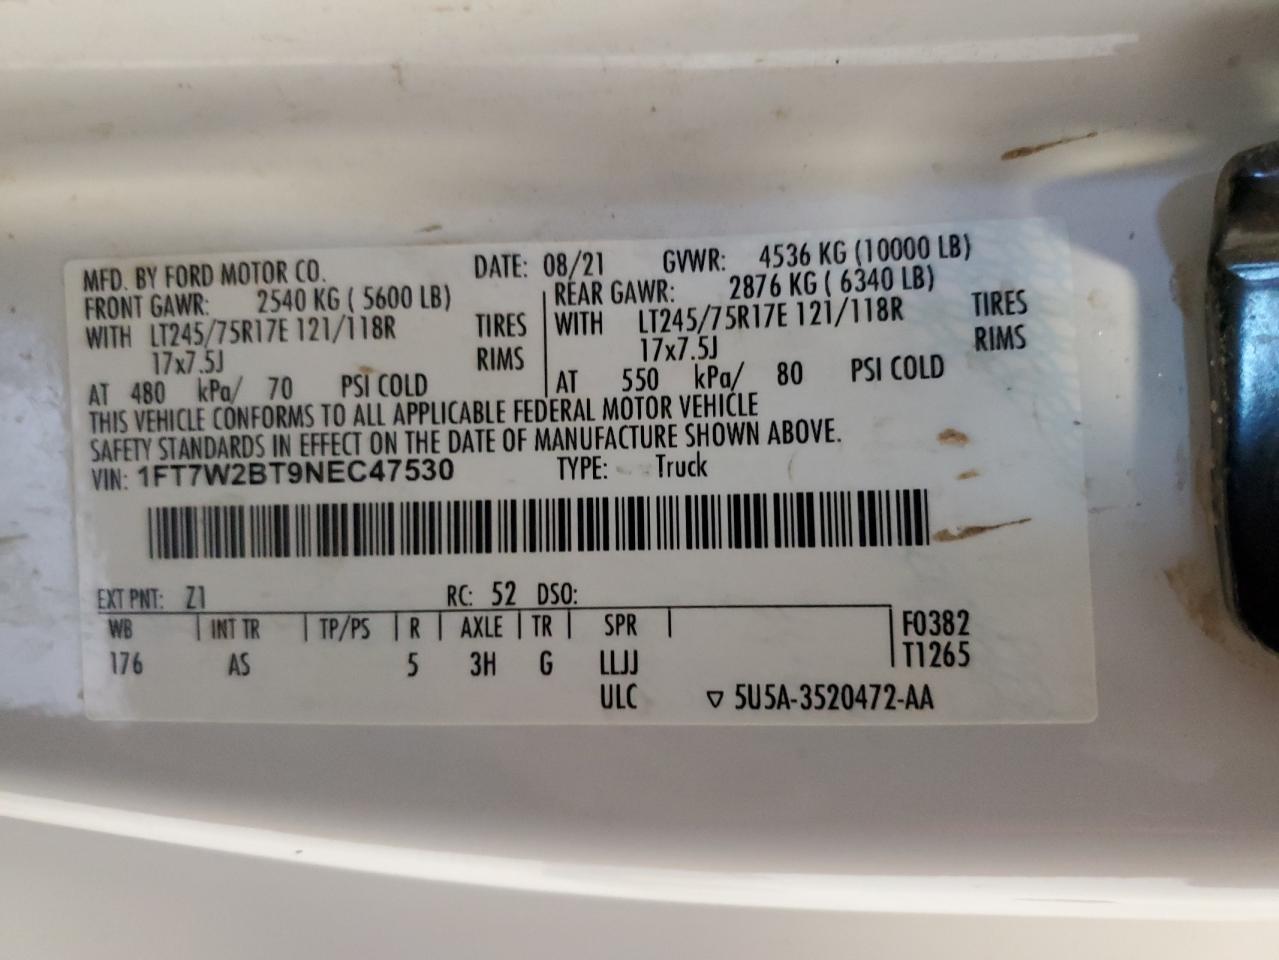 MFD. BY FORD MOTOR CO. DATE: 08/21 GVWR: 4536 KG (10000 LB)
FRONT GAWR: 2540 KG ( 5600 LB) REAR GAWR: 2876 KG ( 6340 LB)
WITH LT245/75R17E 121/118R TIRES WITH LT245/75R17E 121/118R TIRES
17x7.5J RIMS 17x7.5J RIMS
AT 480 kPa/ 70 PSI COLD AT 550 kPa/ 80 PSI COLD
THIS VEHICLE CONFORMS TO ALL APPLICABLE FEDERAL MOTOR VEHICLE
SAFETY STANDARDS IN EFFECT ON THE DATE OF MANUFACTURE SHOWN ABOVE.
VIN: 1FT7W2BT9NEC47530 TYPE: Truck
EXT PNT: Z1 RC: 52 DSO:
WB INT TR TP/PS R AXLE TR SPR F0382
176 AS 5 3H G LLJJ T1265
ULC 5U5A-3520472-AA